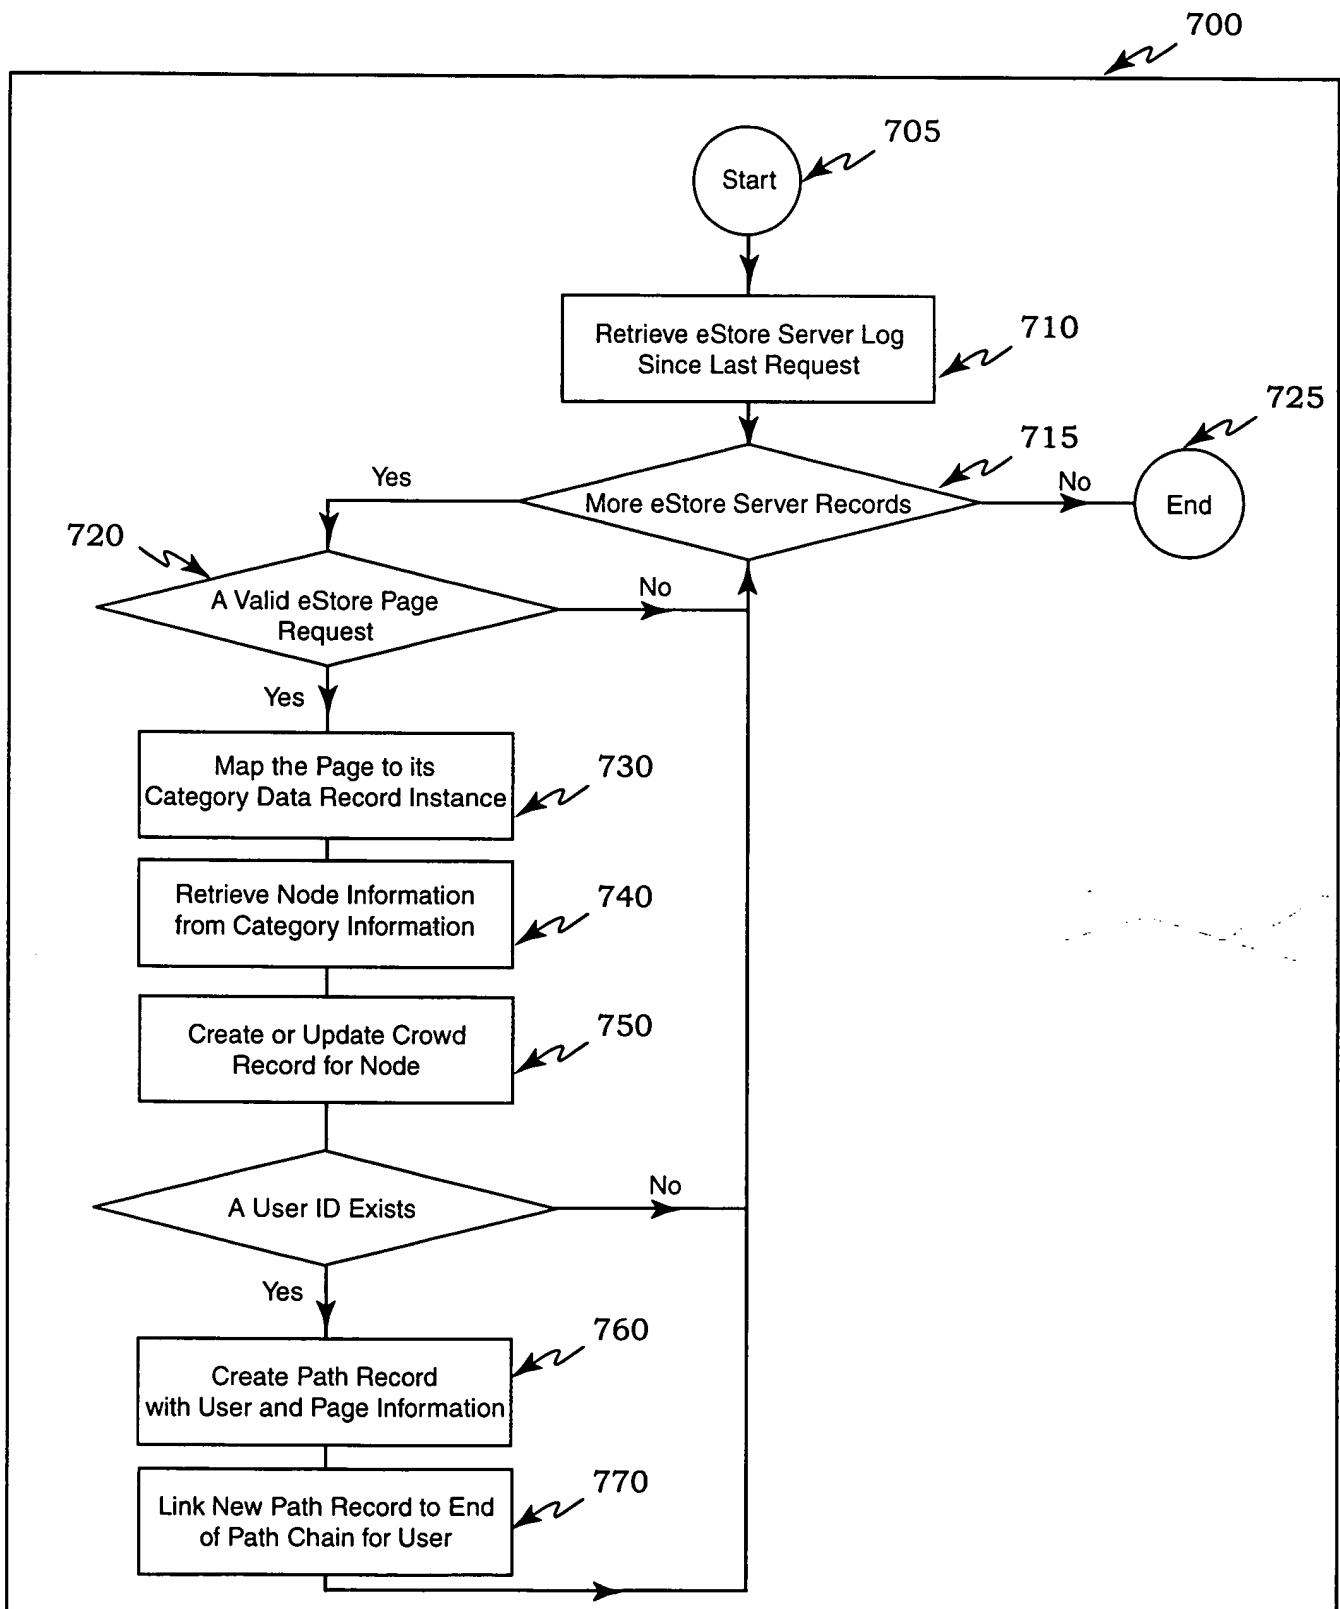 700
705
Start
Retrieve eStore Server Log
Since Last Request
710
725
715
Yes
More eStore Server Records
No
End
720
A Valid eStore Page
Request
No
Yes
Map the Page to its
Category Data Record Instance
730
Retrieve Node Information
from Category Information
740
Create or Update Crowd
Record for Node
750
A User ID Exists
No
Yes
Create Path Record
with User and Page Information
760
Link New Path Record to End
of Path Chain for User
770